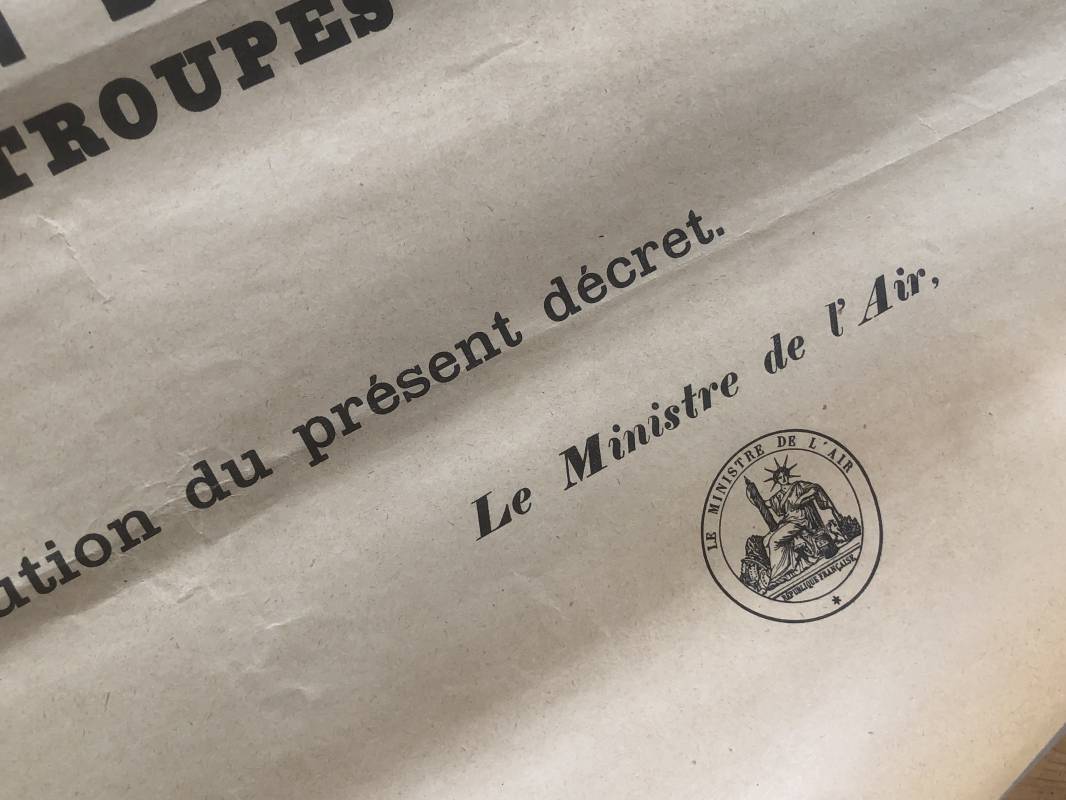 TROUPES
ution du présent décret.
Le Ministre de l'Air,
LE MINISTRE DE L'AIR
RÉPUBLIQUE FRANÇAISE
*